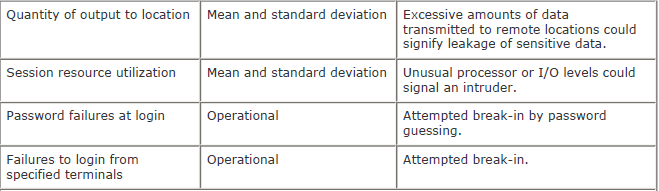 Quantity of output to location
Mean and standard deviation
Excessive amounts of data
transmitted to remote locations could
signify leakage of sensitive data.
Session resource utilization
Mean and standard deviation
Unusual processor or I/O levels could
signal an intruder.
Password failures at login
Operational
Attempted break-in by password
guessing.
Failures to login from
specified terminals
Operational
Attempted break-in.